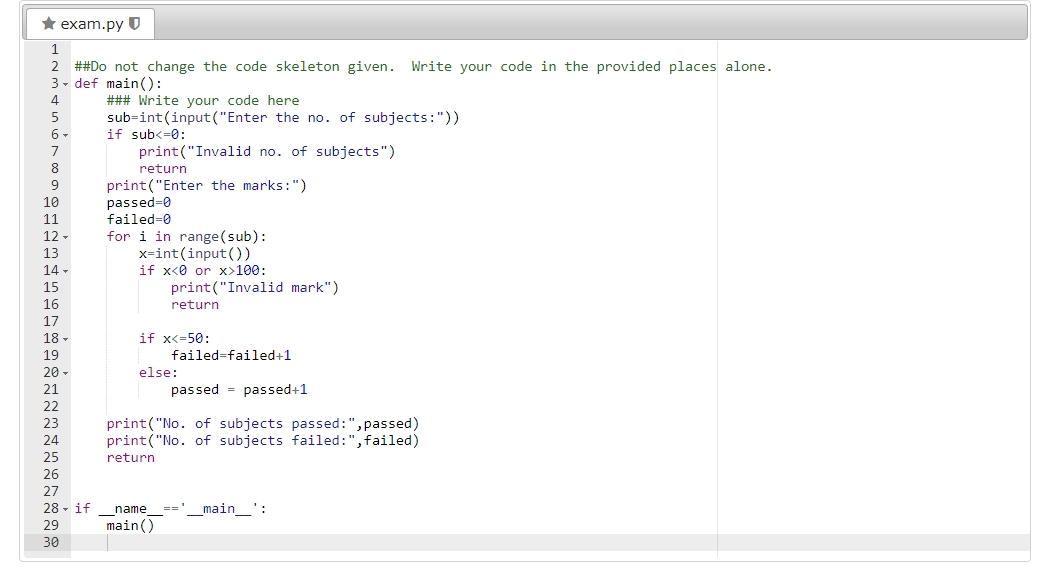 exam.py
1
2 ##Do not change the code skeleton given.  Write your code in the provided places alone.
3 def main():
4     ### Write your code here
5     sub=int(input("Enter the no. of subjects:"))
6     if sub<=0:
7         print("Invalid no. of subjects")
8         return
9     print("Enter the marks:")
10     passed=0
11     failed=0
12     for i in range(sub):
13         x=int(input())
14         if x<0 or x>100:
15             print("Invalid mark")
16             return
17
18         if x<=50:
19             failed=failed+1
20         else:
21             passed = passed+1
22
23     print("No. of subjects passed:",passed)
24     print("No. of subjects failed:",failed)
25     return
26
27
28 if __name__=='__main__':
29     main()
30